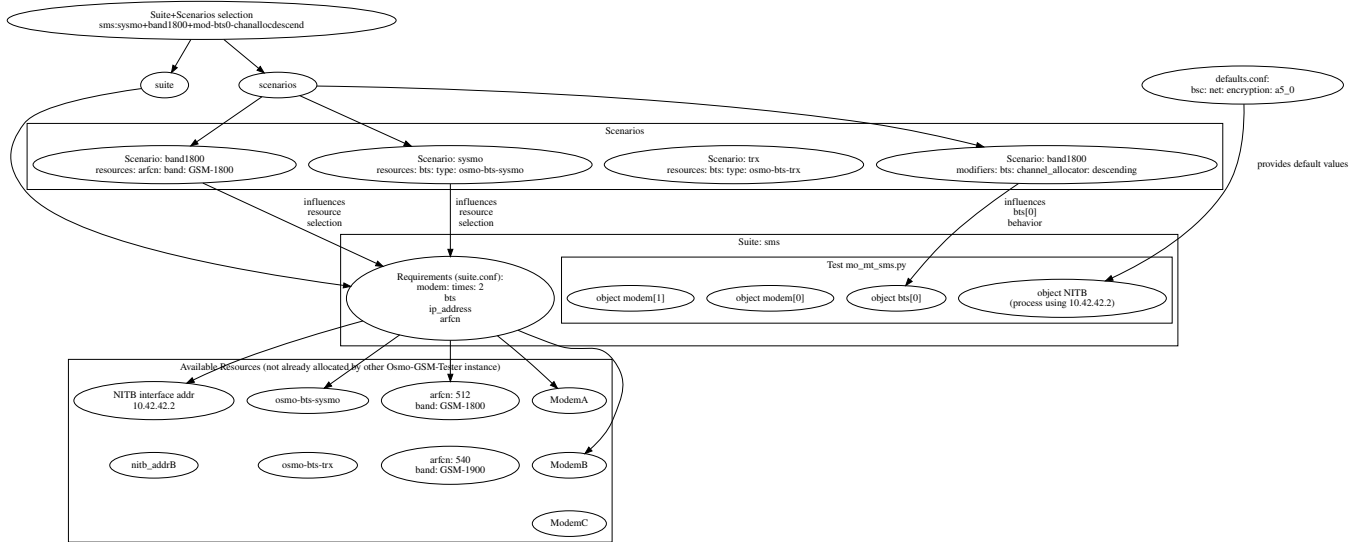 Suite+Scenarios selection
sms:sysmo+band1800+mod-bts0-chanallocdescend
suite
scenarios
defaults.conf:
bsc: net: encryption: a5_0
Scenarios
Scenario: band1800
resources: arfcn: band: GSM-1800
Scenario: sysmo
resources: bts: type: osmo-bts-sysmo
Scenario: trx
resources: bts: type: osmo-bts-trx
Scenario: band1800
modifiers: bts: channel_allocator: descending
provides default values
influences
resource
selection
influences
resource
selection
influences
bts[0]
behavior
Suite: sms
Requirements (suite.conf):
modem: times: 2
bts
ip_address
arfcn
Test mo_mt_sms.py
object modem[1]
object modem[0]
object bts[0]
object NITB
(process using 10.42.42.2)
Available Resources (not already allocated by other Osmo-GSM-Tester instance)
NITB interface addr
10.42.42.2
osmo-bts-sysmo
arfcn: 512
band: GSM-1800
ModemA
nitb_addrB
osmo-bts-trx
arfcn: 540
band: GSM-1900
ModemB
ModemC